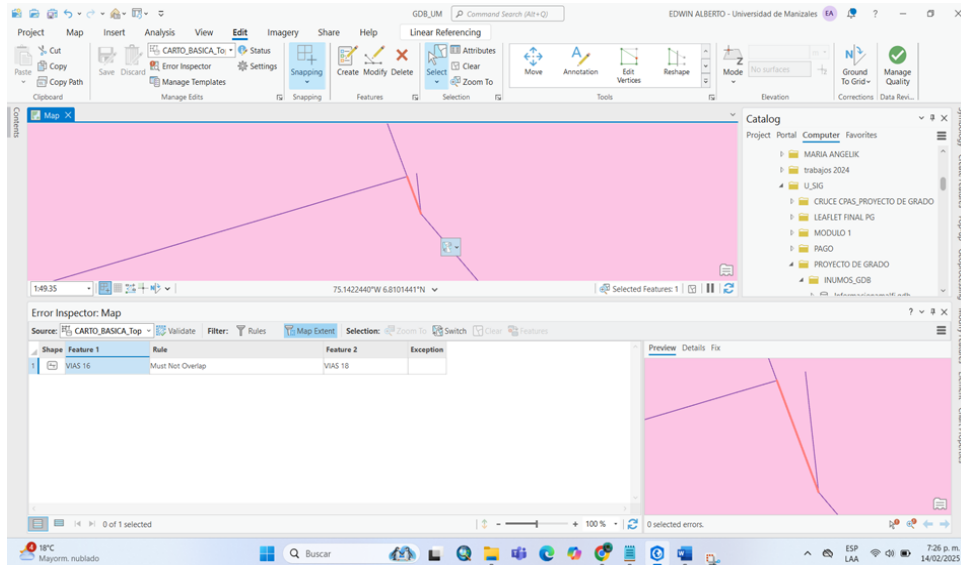 GDB_UM
Command Search (Alt+Q)
EDWIN ALBERTO - Universidad de Manizales
EA
?
Project Map Insert Analysis View Edit Imagery Share Help Linear Referencing
Paste
Cut
Copy
Copy Path
Clipboard
Save
Discard
CARTO_BASICA_To
Status
Error Inspector
Settings
Manage Templates
Manage Edits
Snapping
Snapping
Create
Modify
Delete
Features
Select
Attributes
Clear
Zoom To
Selection
Move
Annotation
Edit Vertices
Reshape
Tools
Mode
No surfaces
Elevation
Ground To Grid
Corrections
Manage Quality
Data Revi...
Contents
Map
1:49.35
75.1422440°W 6.8101441°N
Selected Features: 1
Catalog
Project Portal Computer Favorites
MARIA ANGELIK
trabajos 2024
U_SIG
CRUCE CPAS_PROYECTO DE GRADO
LEAFLET FINAL PG
MODULO 1
PAGO
PROYECTO DE GRADO
INUMOS_GDB
Error Inspector: Map
Source: CARTO_BASICA_Top Validate Filter: Rules Map Extent Selection: Zoom To Switch Clear Features
Shape Feature 1 Rule Feature 2 Exception
1 VIAS 16 Must Not Overlap VIAS 18
Preview Details Fix
0 of 1 selected
100 %
0 selected errors.
4
18°C
Mayorm. nublado
Buscar
ESP
LAA
7:26 p. m.
14/02/2025